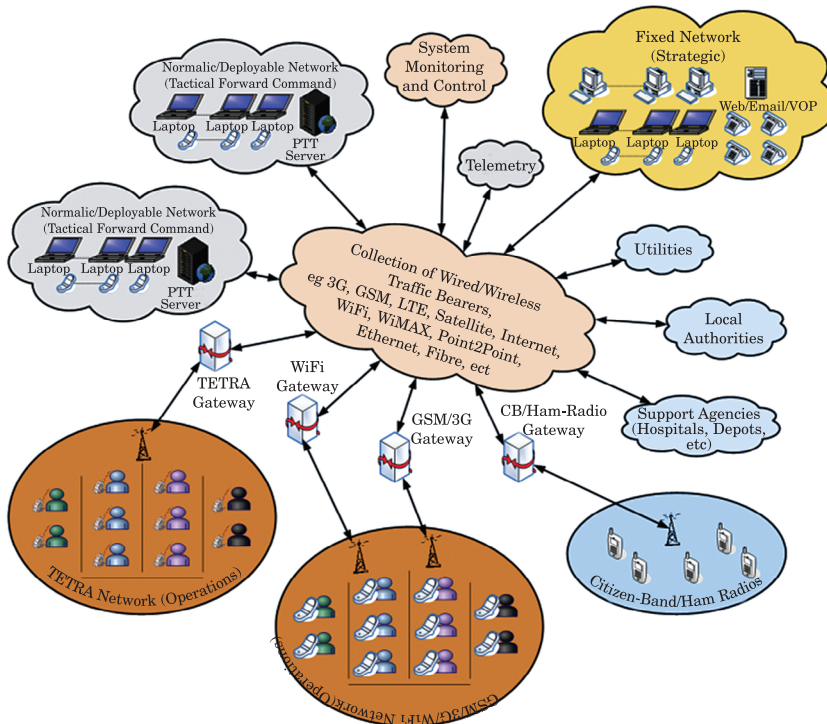 System
Monitoring
and Control
Fixed Network
(Strategic)
Web/Email/VOP
Laptop
Laptop
Laptop
Normalic/Deployable Network
(Tactical Forward Command)
Laptop
Laptop
Laptop
PTT
Server
Telemetry
Normalic/Deployable Network
(Tactical Forward Command)
Laptop
Laptop
Laptop
PTT
Server
Collection of Wired/Wireless
Traffic Bearers,
eg 3G, GSM, LTE, Satellite, Internet,
WiFi, WiMAX, Point2Point,
Ethernet, Fibre, ect
Utilities
Local
Authorities
Support Agencies
(Hospitals, Depots,
etc)
TETRA
Gateway
WiFi
Gateway
GSM/3G
Gateway
CB/Ham-Radio
Gateway
TETRA Network (Operations)
GSM/3G/WiFi Network(Operations)
Citizen-Band/Ham Radios